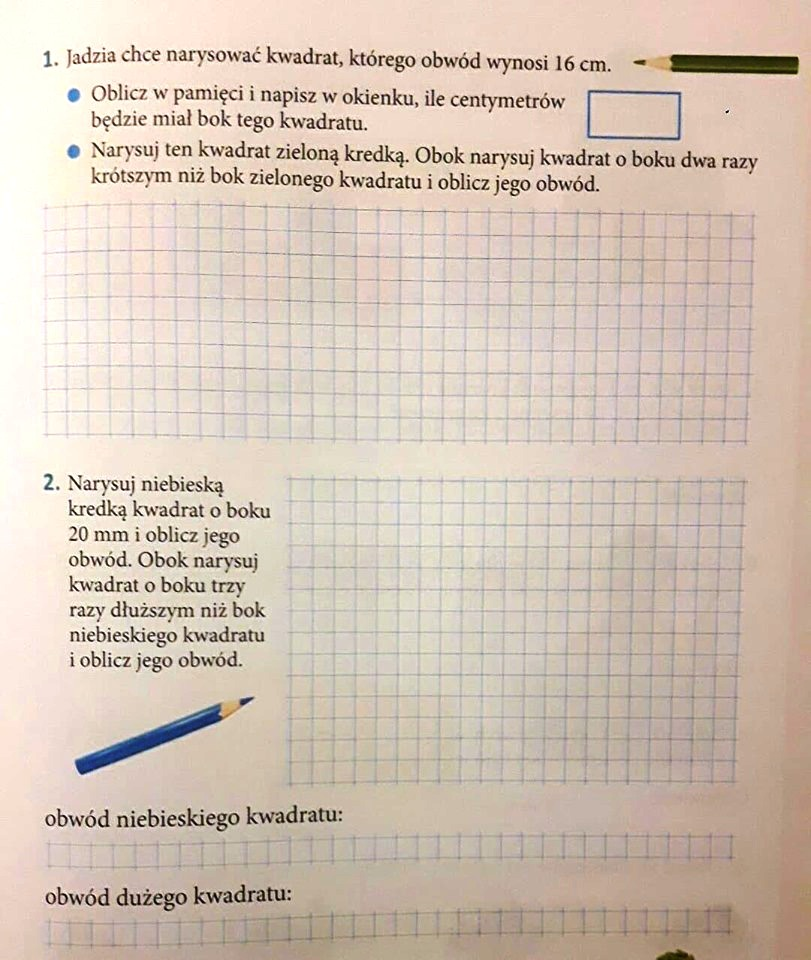 1. Jadzia chce narysować kwadrat, którego obwód wynosi 16 cm.
Oblicz w pamięci i napisz w okienku, ile centymetrów
będzie miał bok tego kwadratu.
Narysuj ten kwadrat zieloną kredką. Obok narysuj kwadrat o boku dwa razy
krótszym niż bok zielonego kwadratu i oblicz jego obwód.
2. Narysuj niebieską
kredką kwadrat o boku
20 mm i oblicz jego
obwód. Obok narysuj
kwadrat o boku trzy
razy dłuższym niż bok
niebieskiego kwadratu
i oblicz jego obwód.
obwód niebieskiego kwadratu:
obwód dużego kwadratu: